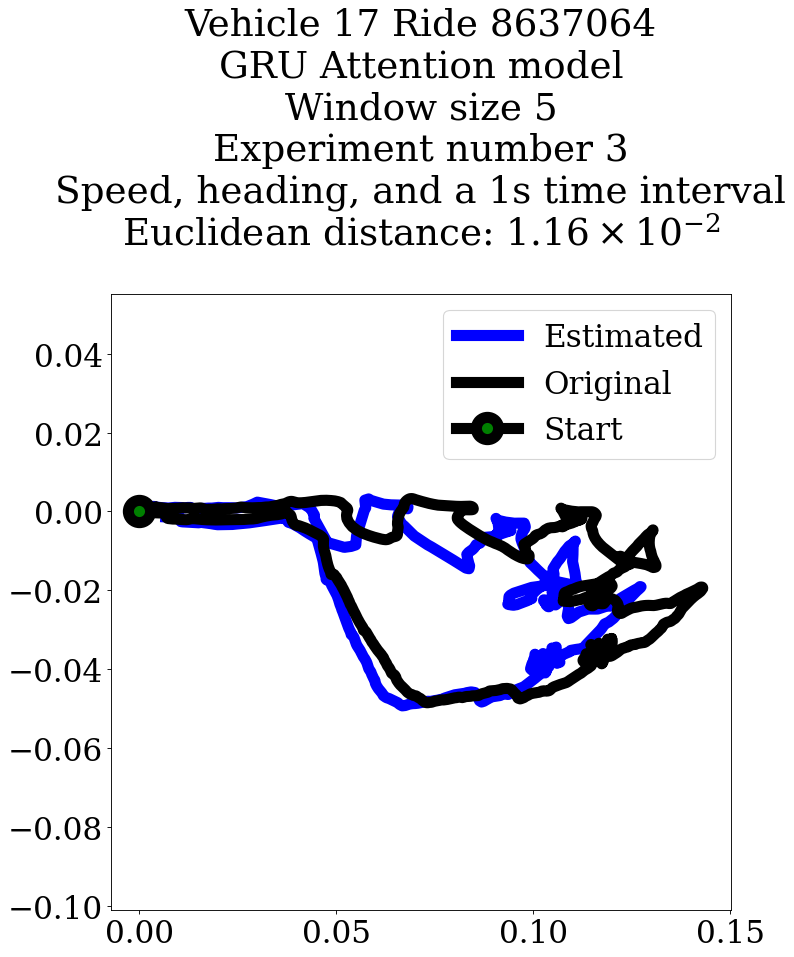 Vehicle 17 Ride 8637064
GRU Attention model
Window size 5
Experiment number 3
Speed, heading, and a 1s time interval
Euclidean distance: 1.16 × 10⁻²
Estimated
Original
Start
0.04
0.02
0.00
−0.02
−0.04
−0.06
−0.08
−0.10
0.00 0.05 0.10 0.15